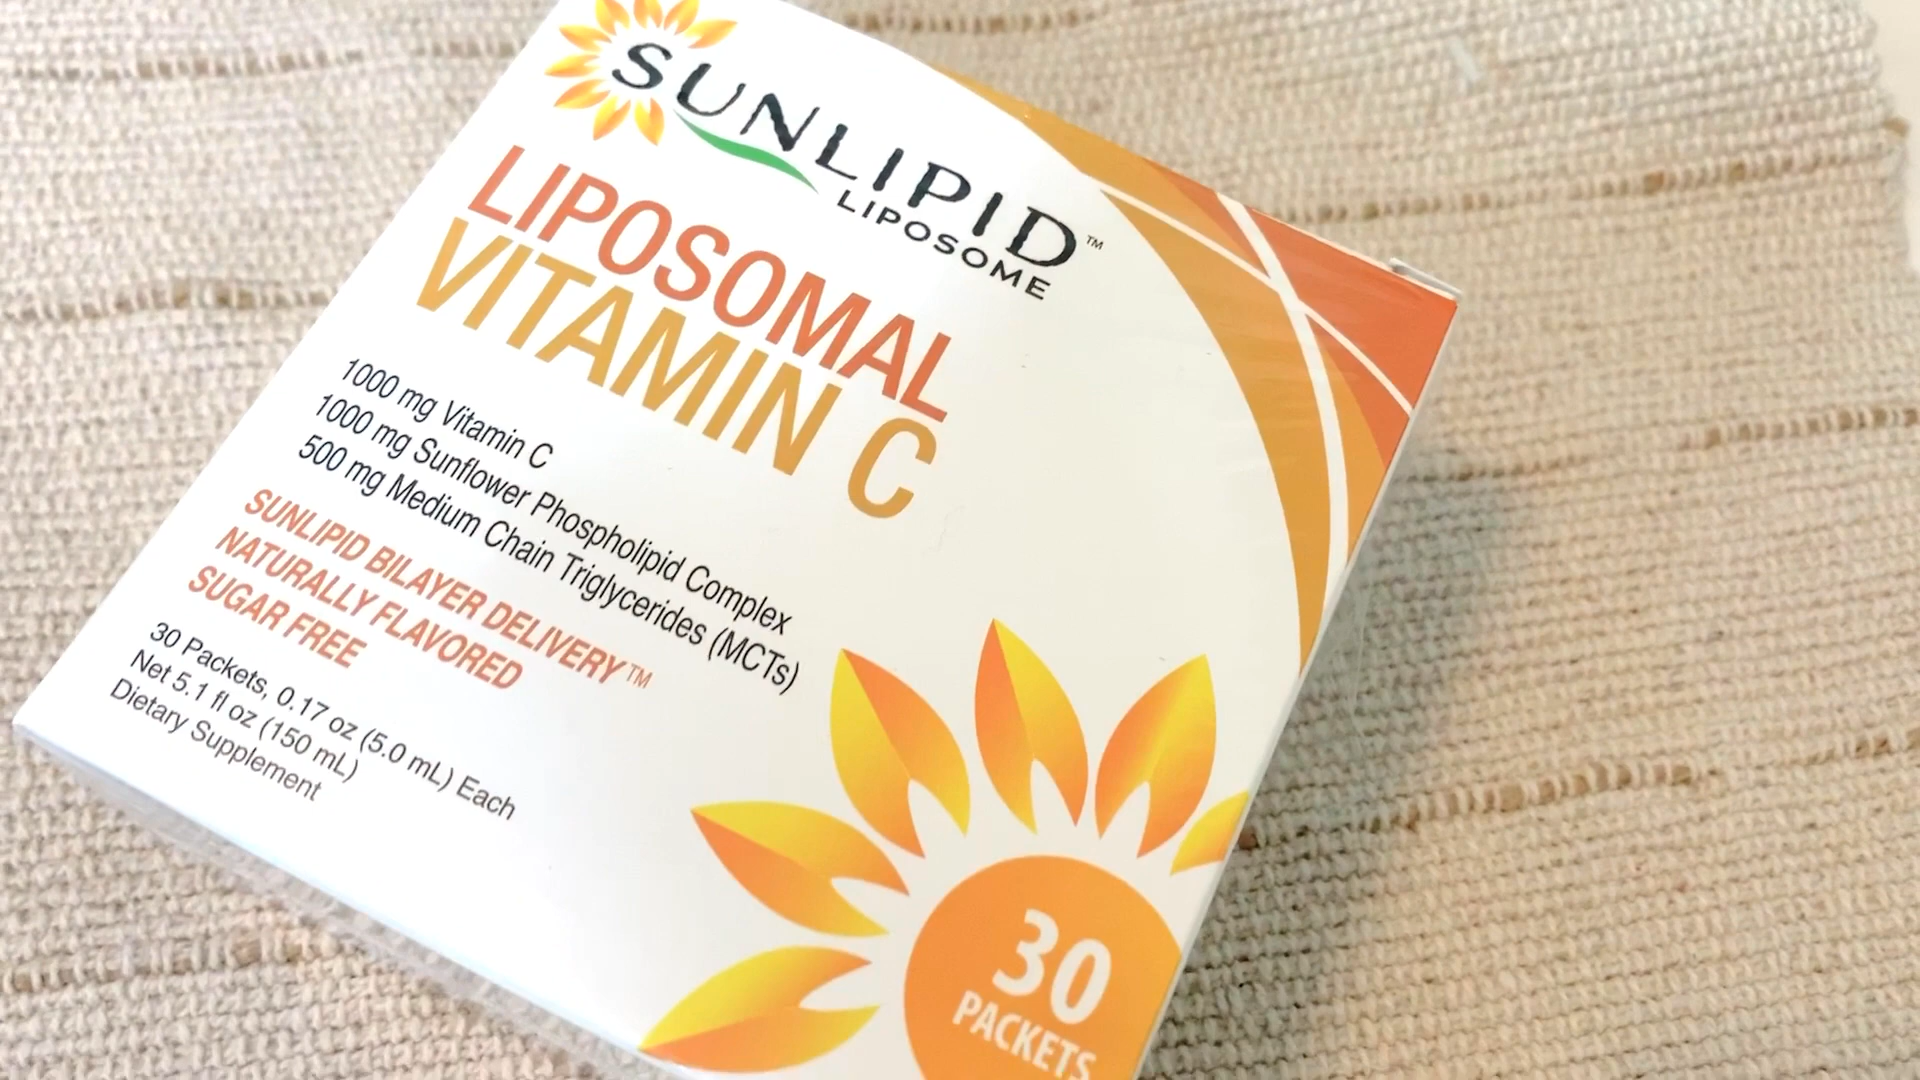 SUNLIPID™
LIPOSOME
LIPOSOMAL
VITAMIN C
1000 mg Vitamin C
1000 mg Sunflower Phospholipid Complex
500 mg Medium Chain Triglycerides (MCTs)
SUNLIPID BILAYER DELIVERY™
NATURALLY FLAVORED
SUGAR FREE
30 Packets, 0.17 oz (5.0 mL) Each
Net 5.1 fl oz (150 mL)
Dietary Supplement
30
PACKETS